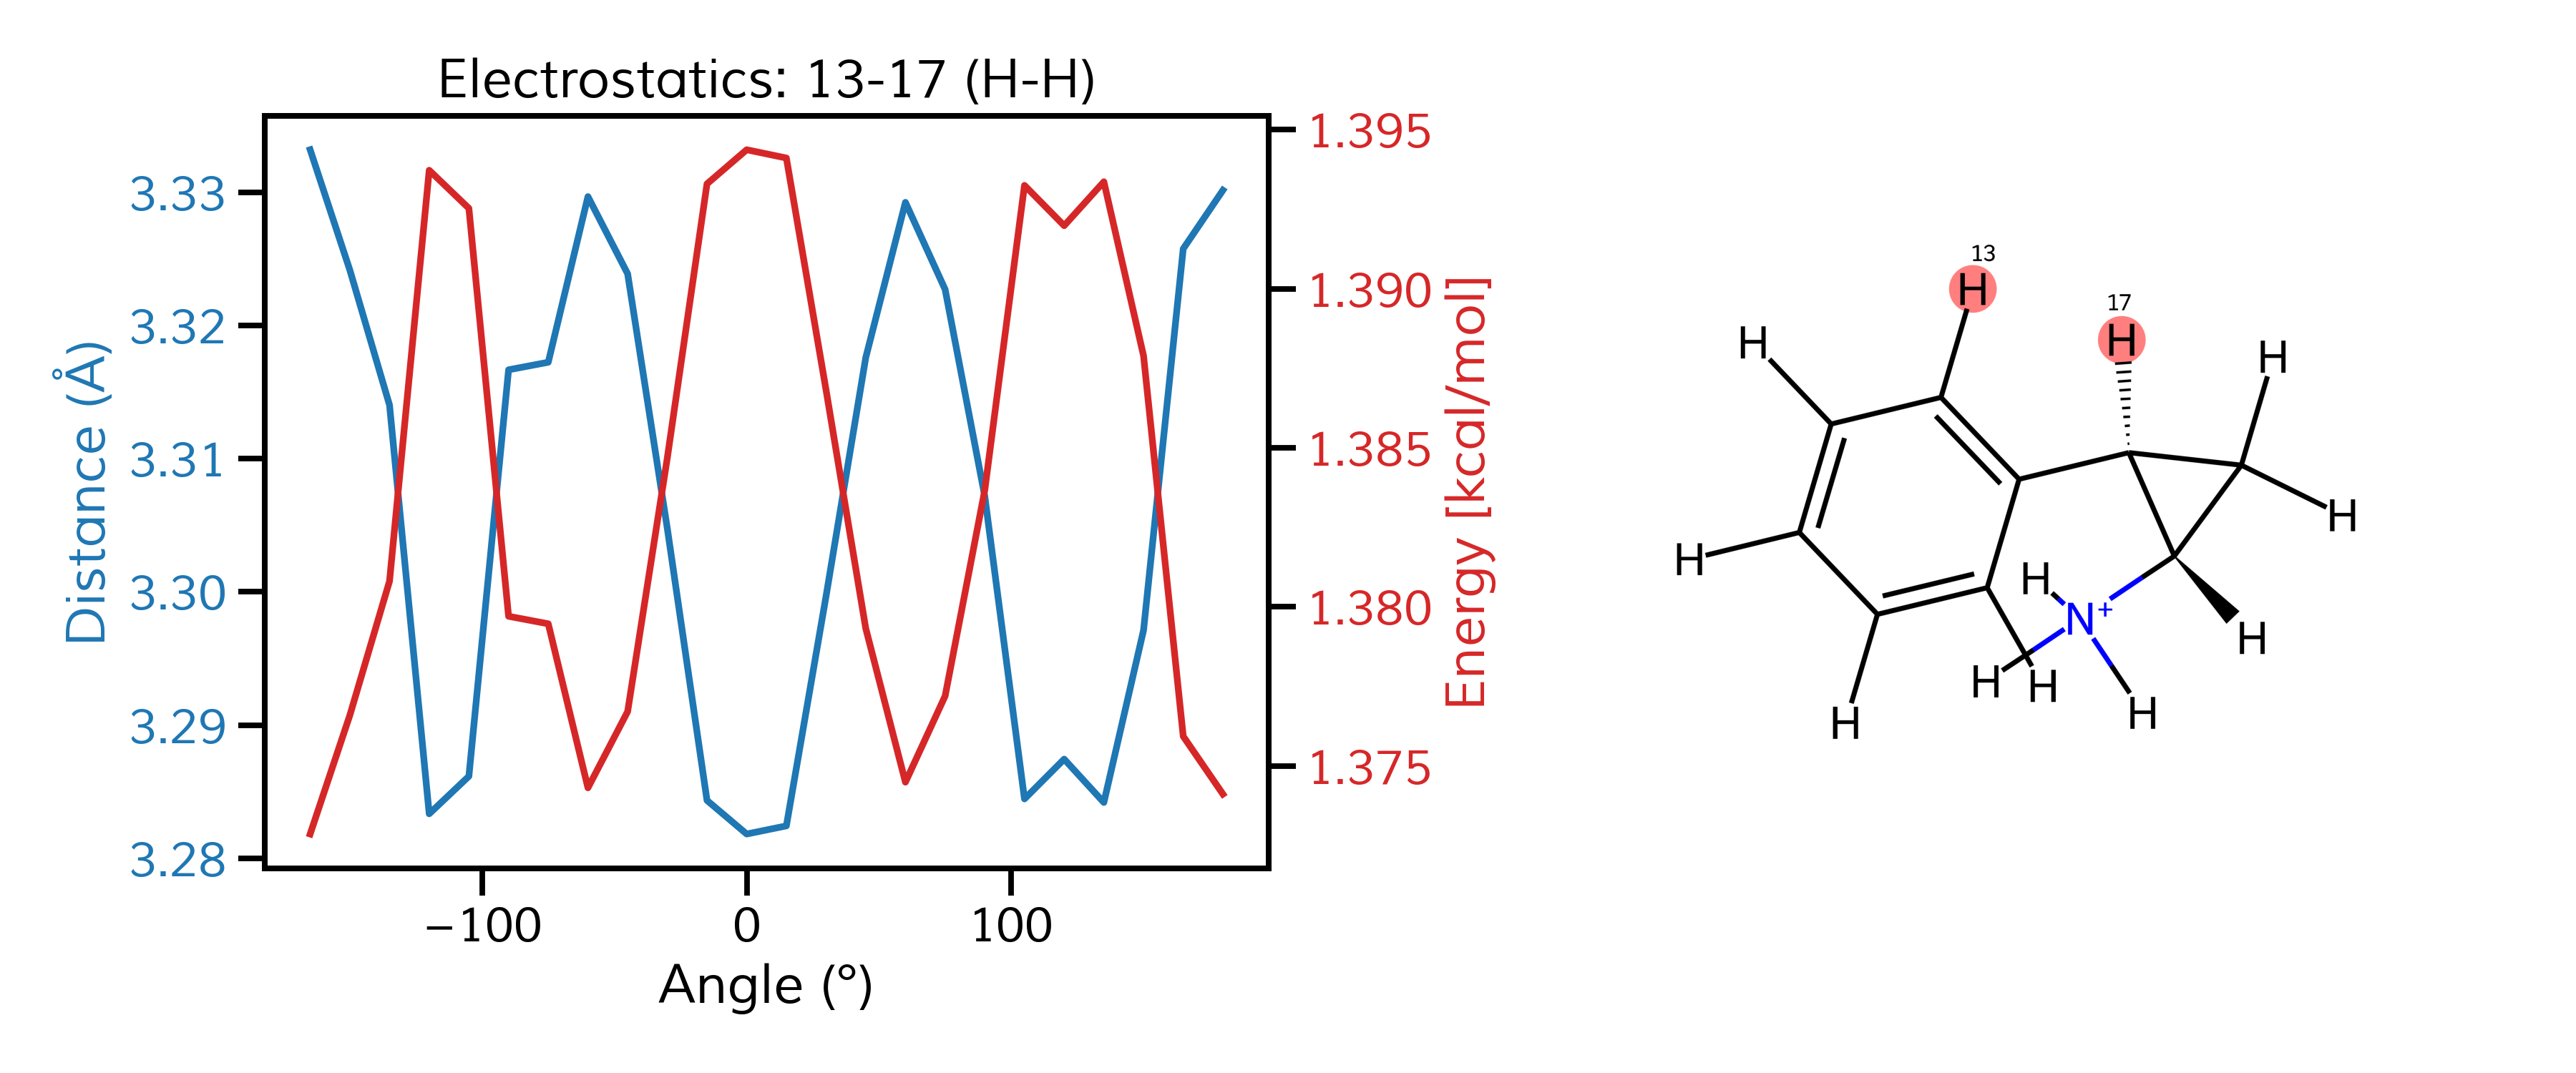 Electrostatics: 13-17 (H-H)
3.33
3.32
3.31
3.30
3.29
3.28
Distance (Å)
1.395
1.390
1.385
1.380
1.375
Energy [kcal/mol]
−100 0 100
Angle (°)
13
H
17
H
H
H
H
H
H
N+
H
H
H
H
H
H